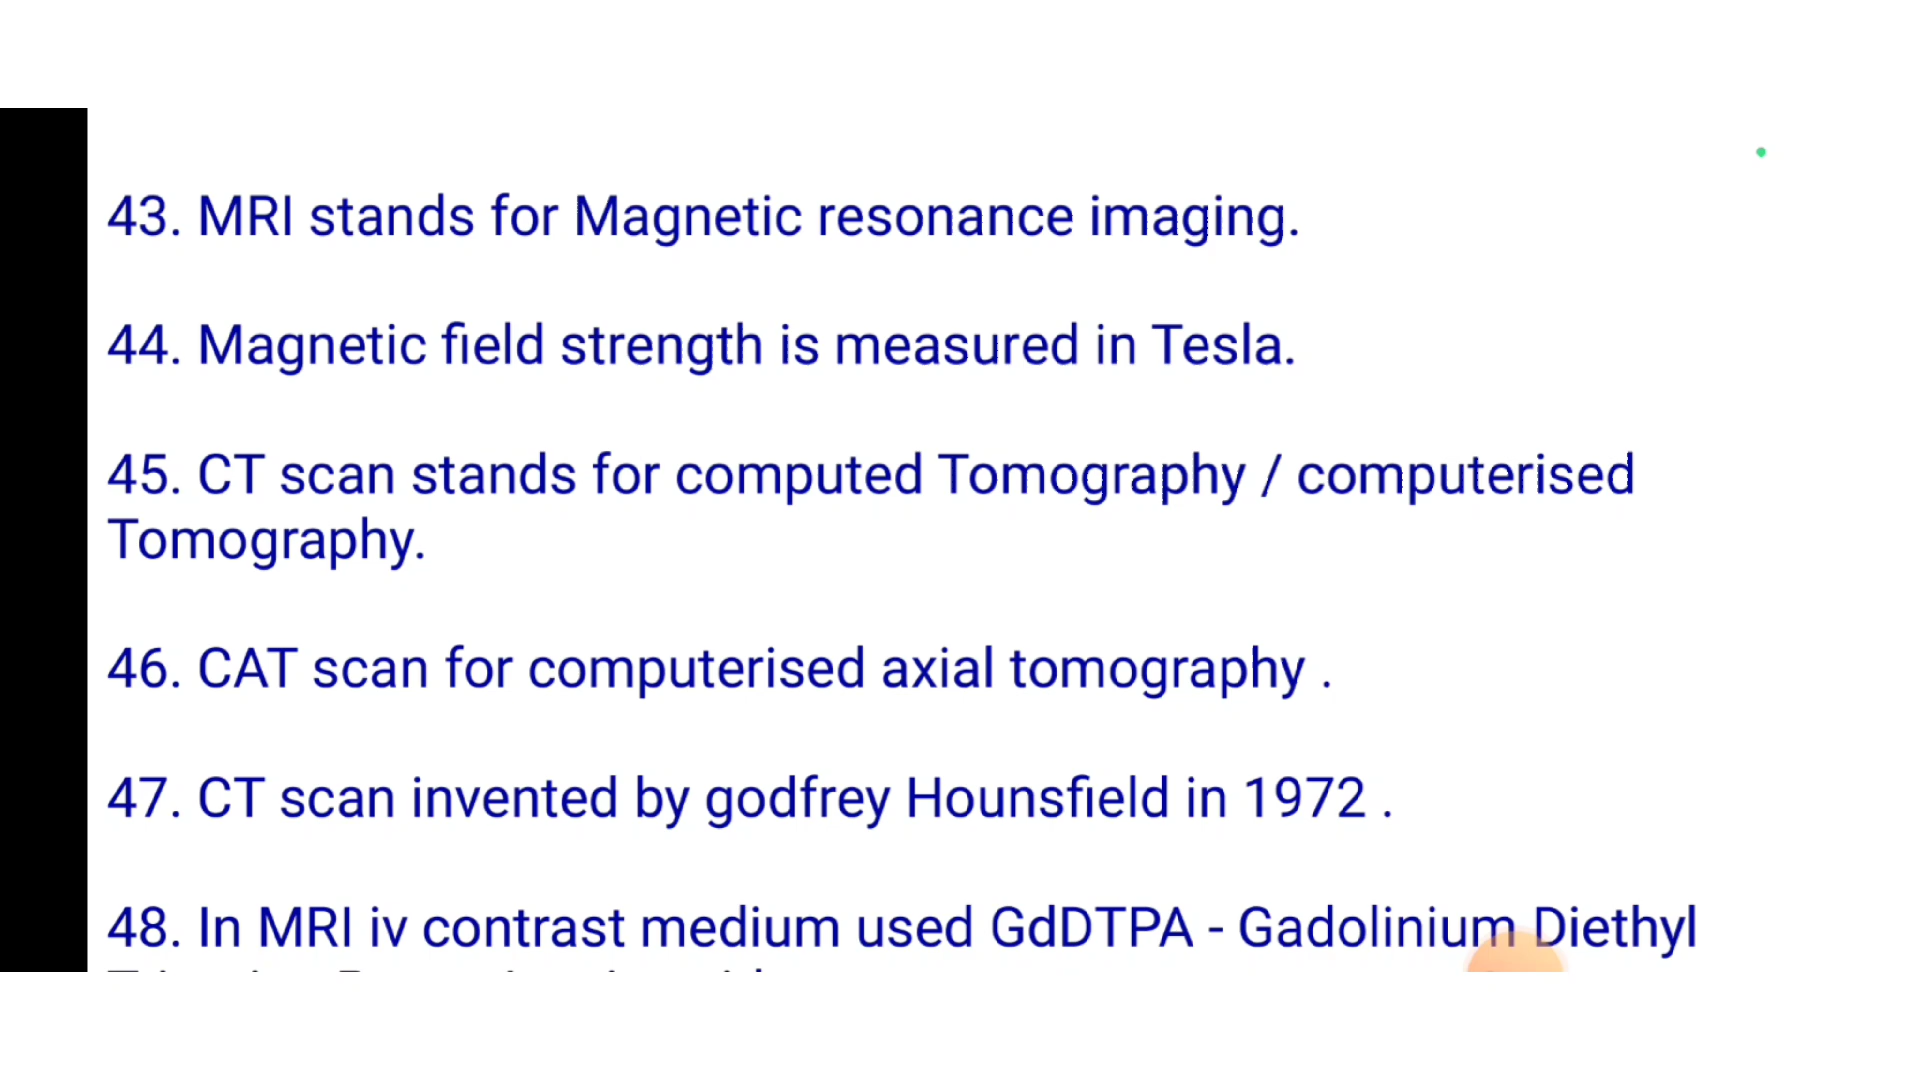 43. MRI stands for Magnetic resonance imaging.
44. Magnetic field strength is measured in Tesla.
45. CT scan stands for computed Tomography / computerised
Tomography.
46. CAT scan for computerised axial tomography .
47. CT scan invented by godfrey Hounsfield in 1972 .
48. In MRI iv contrast medium used GdDTPA - Gadolinium Diethyl